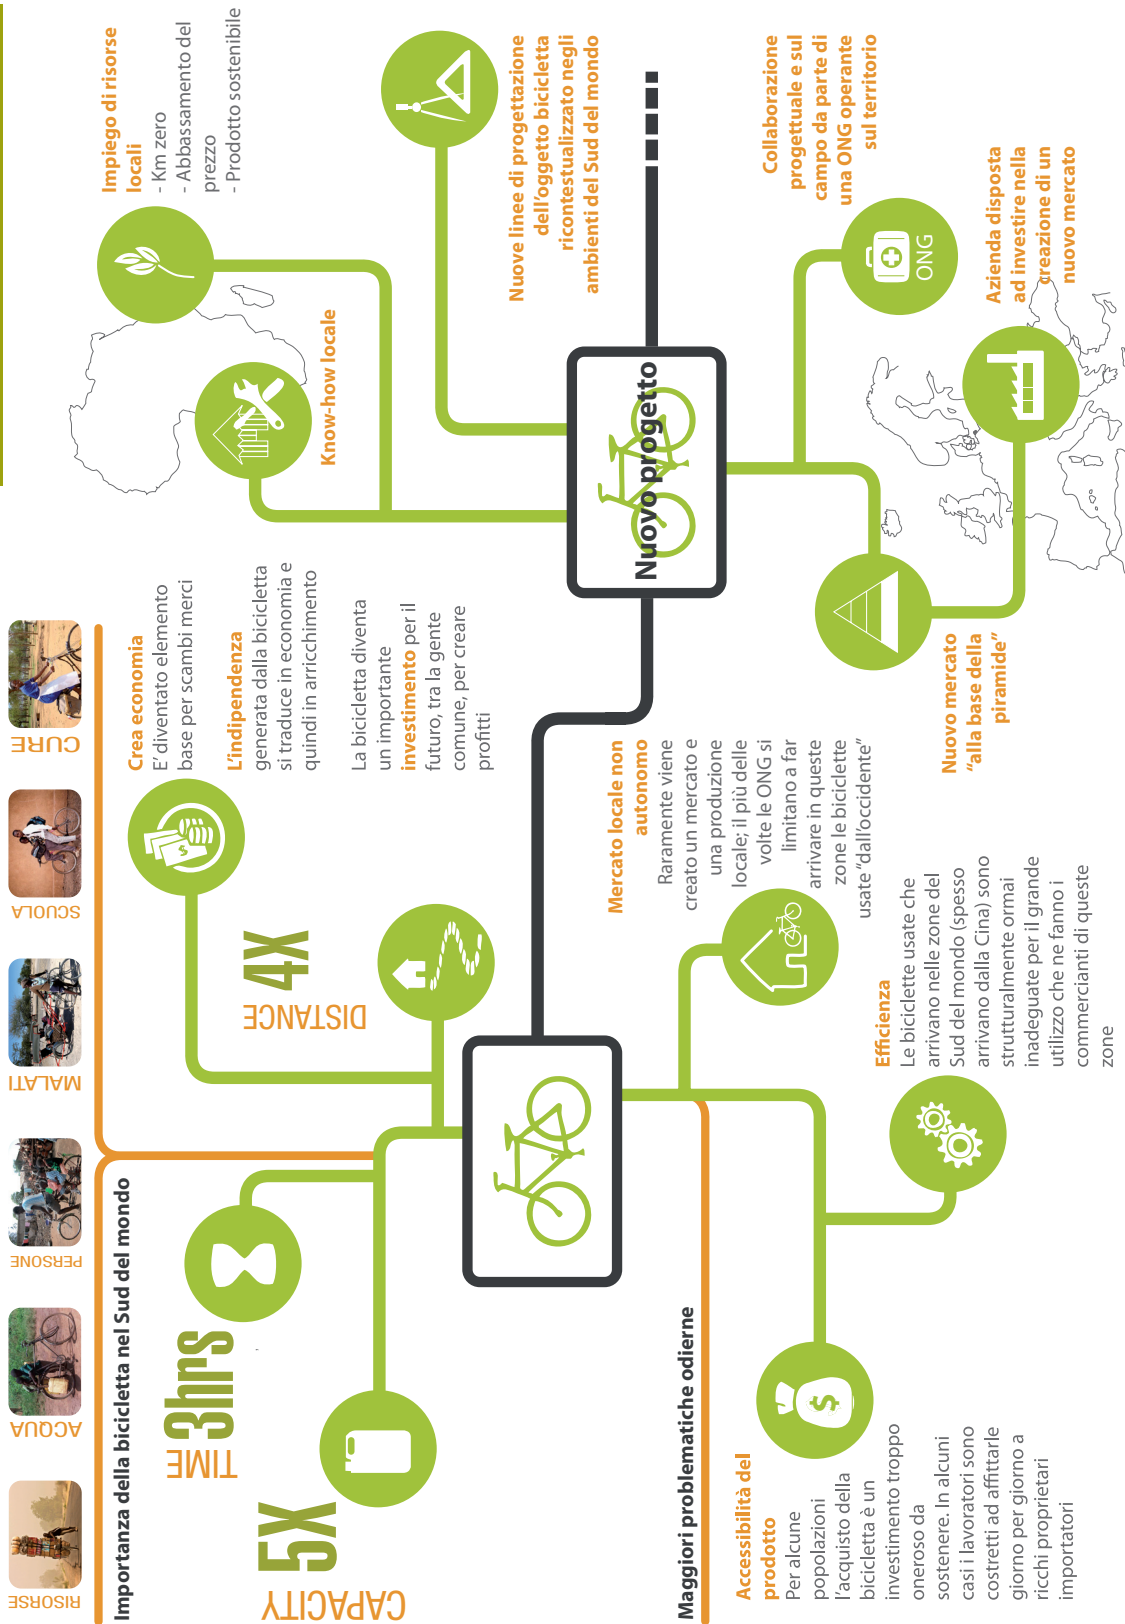 RISORSE
ACQUA
PERSONE
MALATI
SCUOLA
CURE
Importanza della bicicletta nel Sud del mondo
CAPACITY
5X
TIME
3hrs
DISTANCE
4X
Crea economia
E' diventato elemento
base per scambi merci
L'indipendenza
generata dalla bicicletta
si traduce in economia e
quindi in arricchimento
La bicicletta diventa
un importante
investimento per il
futuro, tra la gente
comune, per creare
profitti
Maggiori problematiche odierne
Accessibilità del
prodotto
Per alcune
popolazioni
l'acquisto della
bicicletta è un
investimento troppo
oneroso da
sostenere. In alcuni
casi i lavoratori sono
costretti ad affittarle
giorno per giorno a
ricchi proprietari
importatori
$
Efficienza
Le biciclette usate che
arrivano nelle zone del
Sud del mondo (spesso
arrivano dalla Cina) sono
strutturalmente ormai
inadeguate per il grande
utilizzo che ne fanno i
commercianti di queste
zone
Mercato locale non
autonomo
Raramente viene
creato un mercato e
una produzione
locale; il più delle
volte le ONG si
limitano a far
arrivare in queste
zone le biciclette
usate “dall'occidente”
Nuovo progetto
Know-how locale
Impiego di risorse
locali
- Km zero
- Abbassamento del
prezzo
- Prodotto sostenibile
Nuove linee di progettazione
dell'oggetto bicicletta
ricontestualizzato negli
ambienti del Sud del mondo
Nuovo mercato
“alla base della
piramide”
Collaborazione
progettuale e sul
campo da parte di
una ONG operante
sul territorio
ONG
Azienda disposta
ad investire nella
creazione di un
nuovo mercato